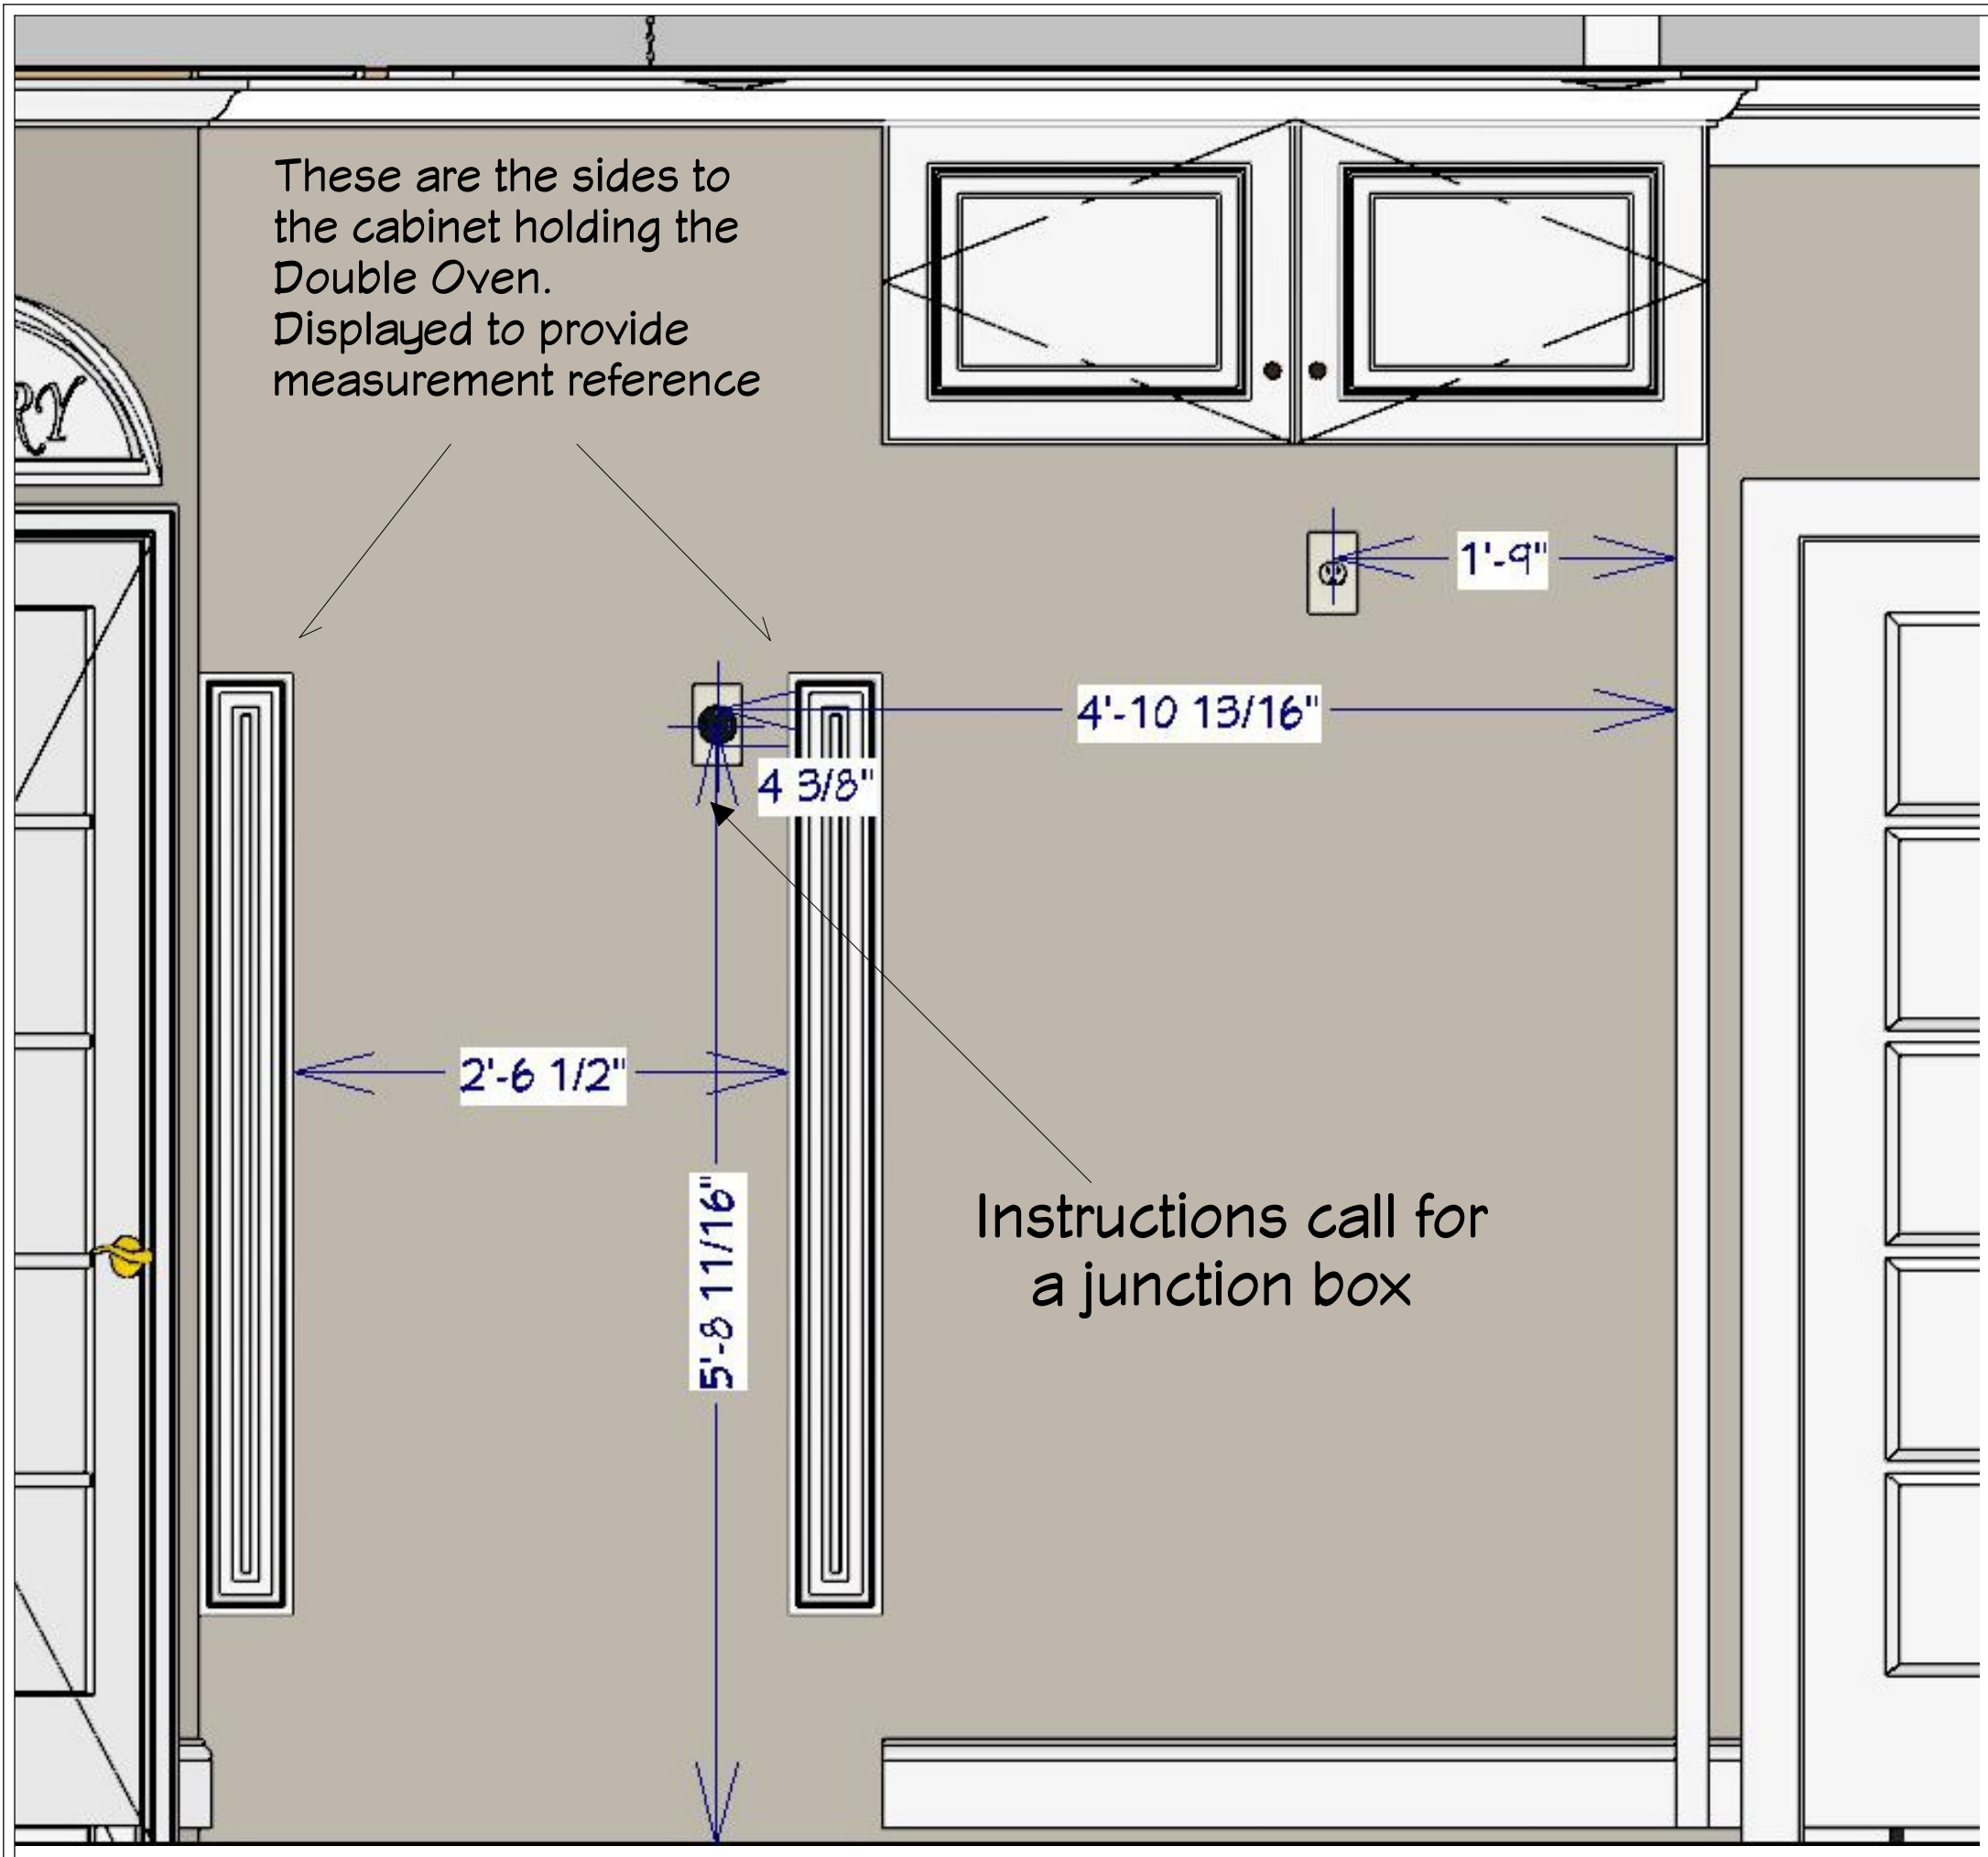 These are the sides to
the cabinet holding the
Double Oven.
Displayed to provide
measurement reference
RY
1'-9"
4'-10 13/16"
4 3/8"
2'-6 1/2"
5'-8 11/16"
Instructions call for
a junction box